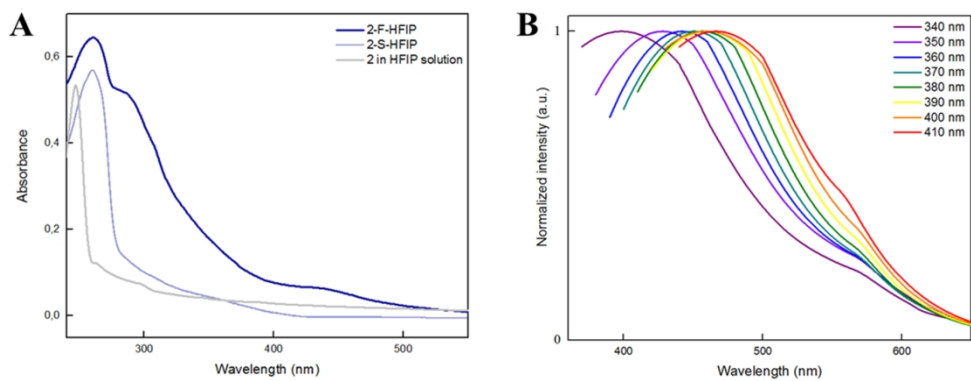 A
2-F-HFIP
2-S-HFIP
2 in HFIP solution
0,6
0,4
0,2
0,0
Absorbance
300
400
500
Wavelength (nm)
B
340 nm
350 nm
360 nm
370 nm
380 nm
390 nm
400 nm
410 nm
1
0
Normalized intensity (a.u.)
400
500
600
Wavelength (nm)